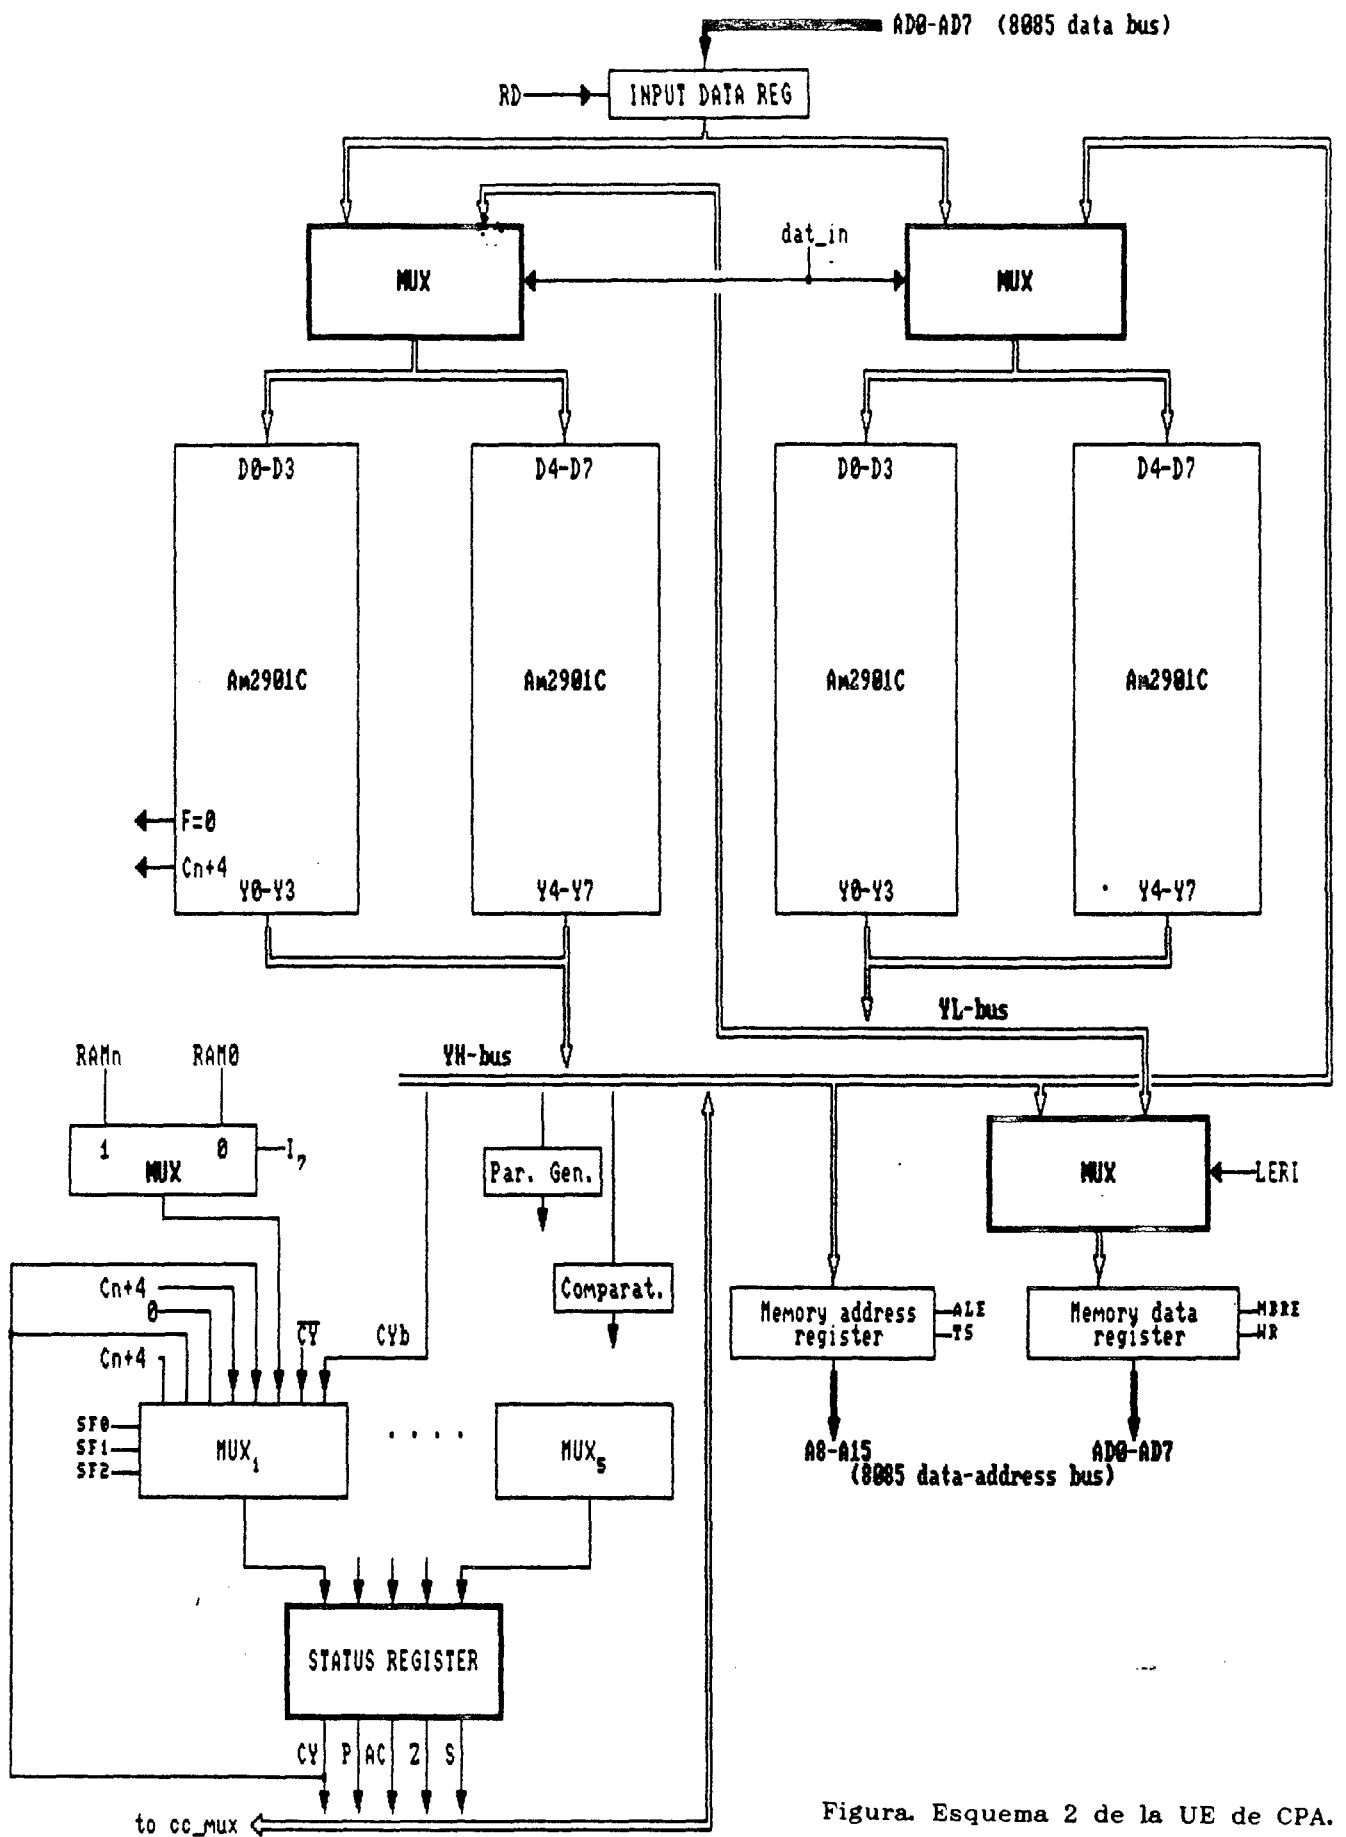 AD0-AD7 (8085 data bus)
RD
INPUT DATA REG
dat_in
MUX
MUX
D0-D3
D4-D7
D0-D3
D4-D7
Am2901C
Am2901C
Am2901C
Am2901C
F=0
Cn+4
Y0-Y3
Y4-Y7
Y0-Y3
Y4-Y7
YL-bus
YH-bus
RAMn
RAM0
1
0
I7
MUX
Par. Gen.
MUX
LERI
Cn+4
0
Comparat.
C̅Y̅
CYb
Cn+4
Memory address
register
ALE
TS
Memory data
register
MBRE
WR
SF0
SF1
SF2
MUX1
. . . .
MUX5
A8-A15
AD0-AD7
(8085 data-address bus)
STATUS REGISTER
CY
P
AC
Z
S
to cc_mux
Figura. Esquema 2 de la UE de CPA.